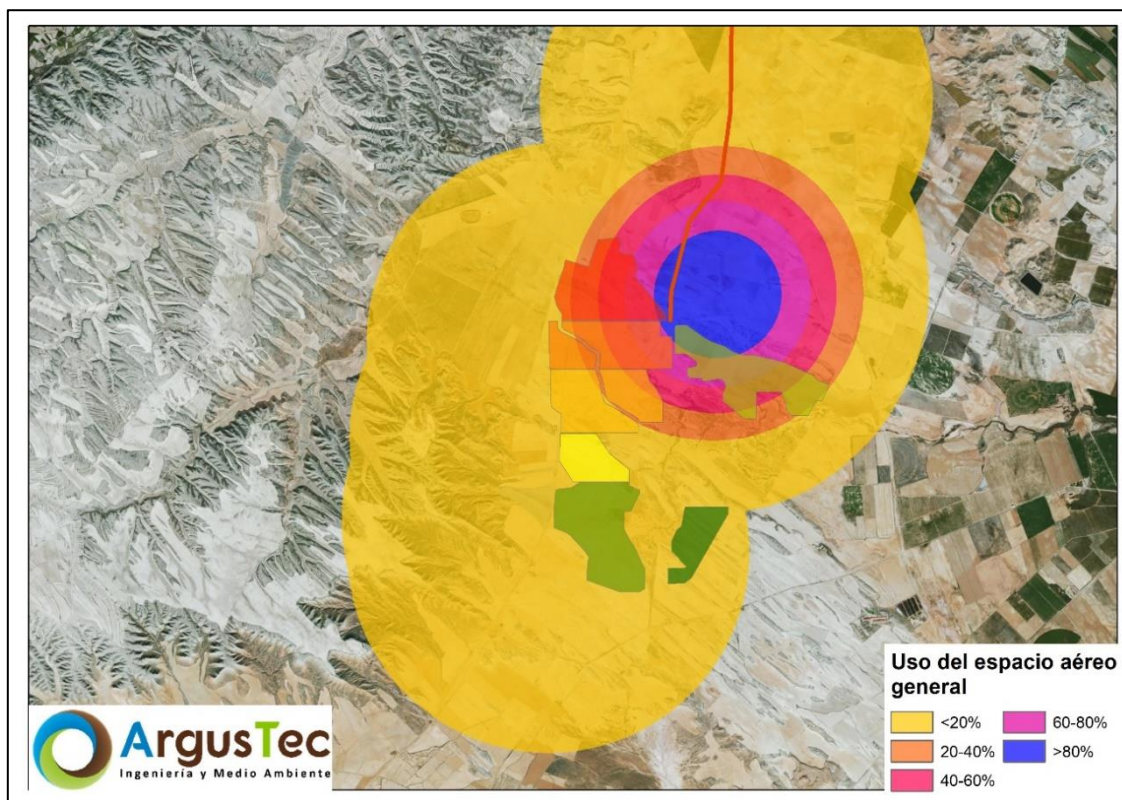 Uso del espacio aéreo
general
<20%
60-80%
20-40%
>80%
40-60%
ArgusTec
Ingeniería y Medio Ambiente